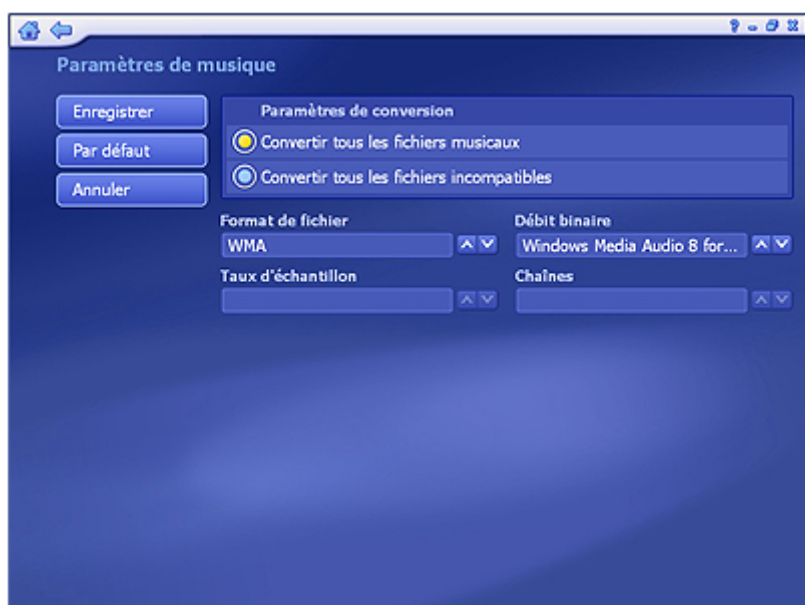 Paramètres de musique
Enregistrer
Par défaut
Annuler
Paramètres de conversion
Convertir tous les fichiers musicaux
Convertir tous les fichiers incompatibles
Format de fichier
WMA
Débit binaire
Windows Media Audio 8 for...
Taux d'échantillon
Chaînes